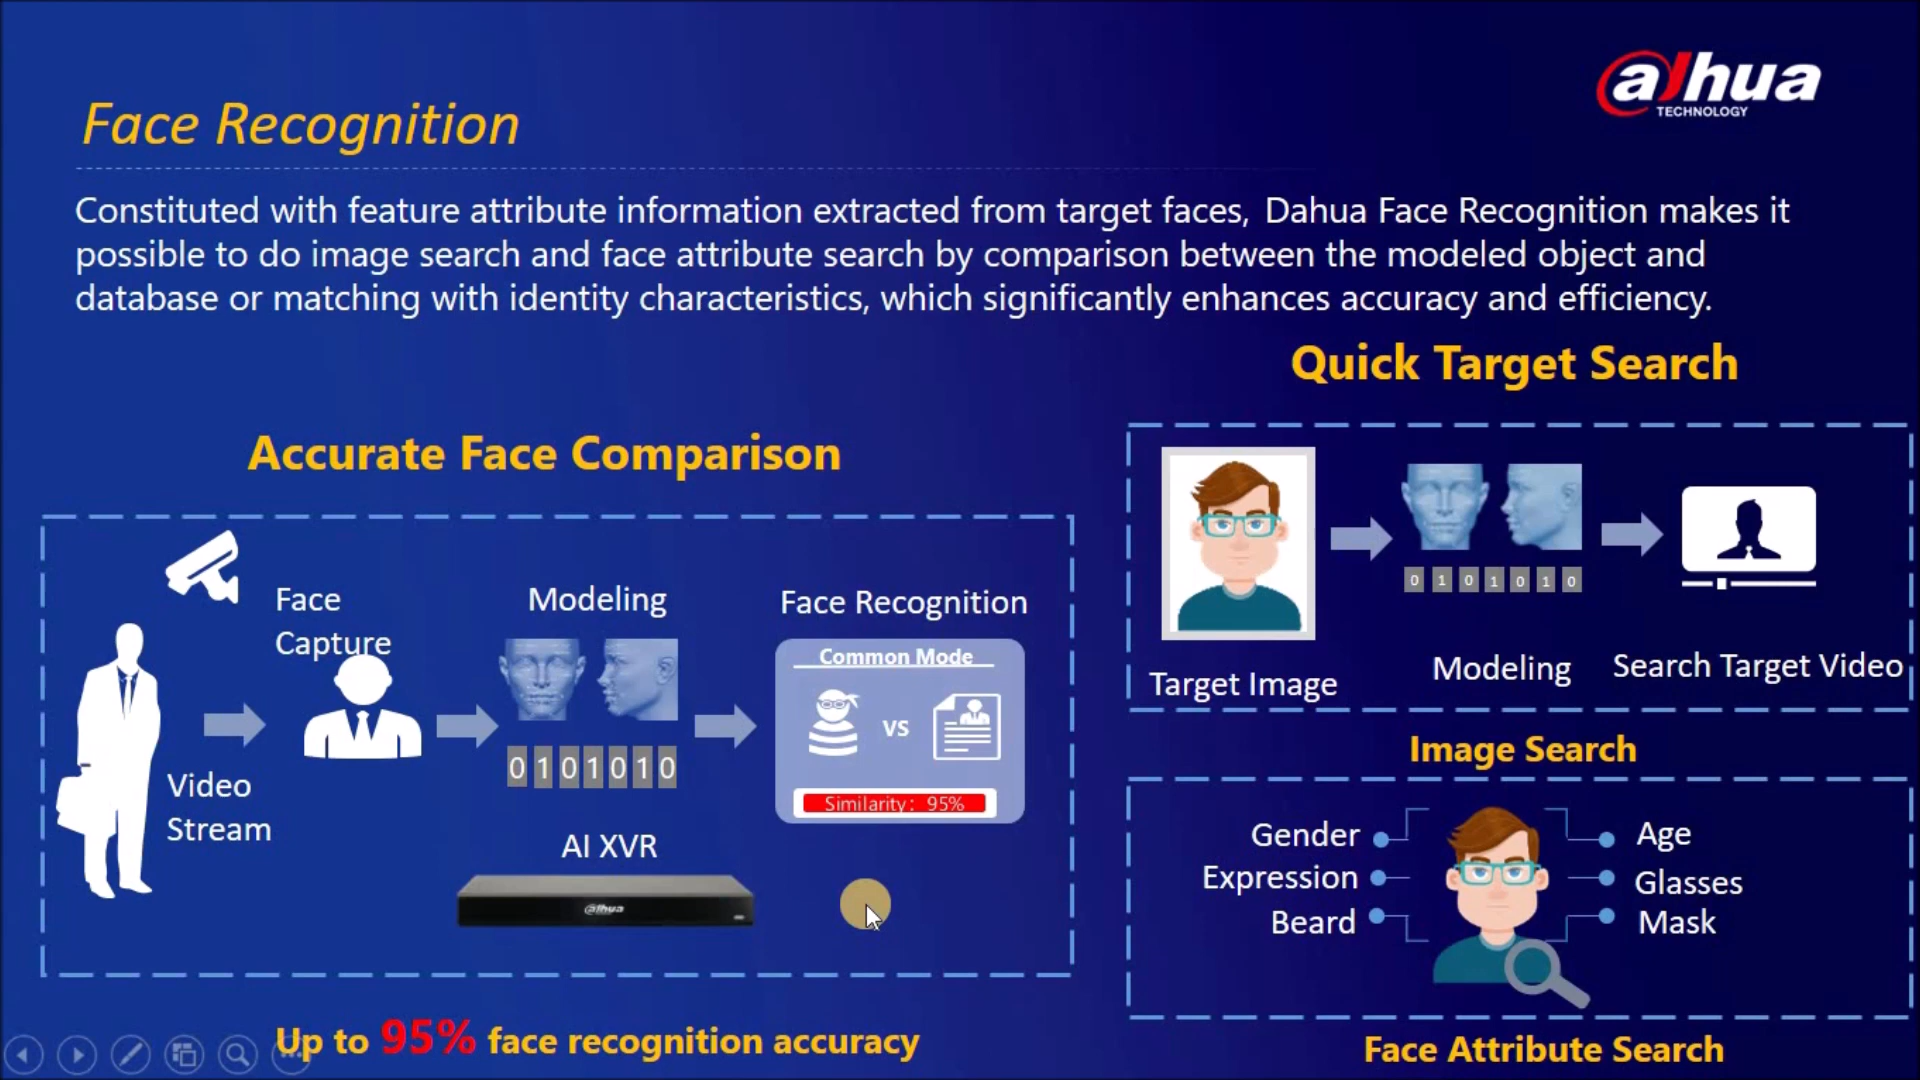 alhua
TECHNOLOGY
Face Recognition
Constituted with feature attribute information extracted from target faces, Dahua Face Recognition makes it
possible to do image search and face attribute search by comparison between the modeled object and
database or matching with identity characteristics, which significantly enhances accuracy and efficiency.
Accurate Face Comparison
Face
Capture
Modeling
Face Recognition
Common Mode
VS
Similarity: 95%
0 1 0 1 0 1 0
Video
Stream
AI XVR
alhua
Up to 95% face recognition accuracy
Quick Target Search
0 1 0 1 0 1 0
Target Image
Modeling
Search Target Video
Image Search
Gender
Expression
Beard
Age
Glasses
Mask
Face Attribute Search